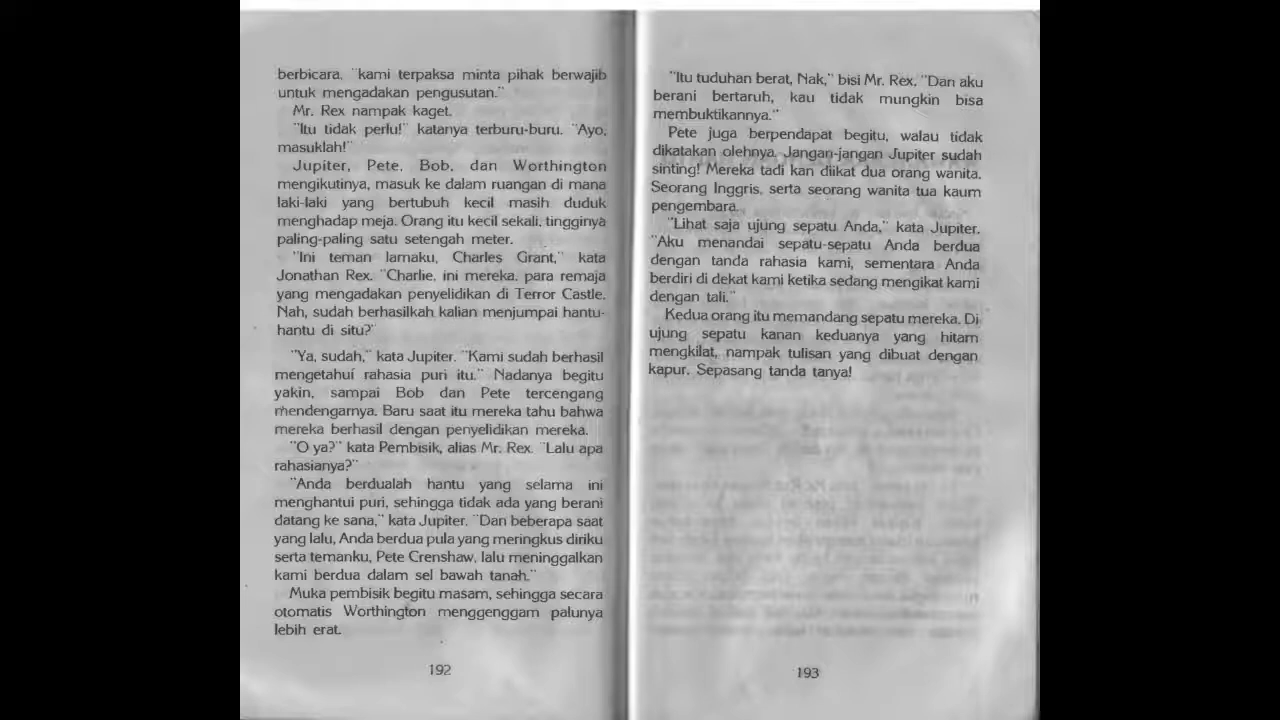 berbicara, "kami terpaksa minta pihak berwajib
untuk mengadakan pengusutan."
Mr. Rex nampak kaget.
"Itu tidak perlu!" katanya terburu-buru. "Ayo,
masuklah!"
Jupiter, Pete, Bob, dan Worthington
mengikutinya, masuk ke dalam ruangan di mana
laki-laki yang bertubuh kecil masih duduk
menghadap meja. Orang itu kecil sekali, tingginya
paling-paling satu setengah meter.
"Ini teman lamaku, Charles Grant," kata
Jonathan Rex. "Charlie, ini mereka, para remaja
yang mengadakan penyelidikan di Terror Castle.
Nah, sudah berhasilkah kalian menjumpai hantu-
hantu di situ?"
"Ya, sudah," kata Jupiter. "Kami sudah berhasil
mengetahui rahasia puri itu." Nadanya begitu
yakin, sampai Bob dan Pete tercengang
mendengarnya. Baru saat itu mereka tahu bahwa
mereka berhasil dengan penyelidikan mereka.
"O ya?" kata Pembisik, alias Mr. Rex. "Lalu apa
rahasianya?"
"Anda berdualah hantu yang selama ini
menghantui puri, sehingga tidak ada yang berani
datang ke sana," kata Jupiter. "Dan beberapa saat
yang lalu, Anda berdua pula yang meringkus diriku
serta temanku, Pete Crenshaw, lalu meninggalkan
kami berdua dalam sel bawah tanah."
Muka pembisik begitu masam, sehingga secara
otomatis Worthington menggenggam palunya
lebih erat.
192
"Itu tuduhan berat, Nak," bisi Mr. Rex, "Dan aku
berani bertaruh, kau tidak mungkin bisa
membuktikannya."
Pete juga berpendapat begitu, walau tidak
dikatakan olehnya. Jangan-jangan Jupiter sudah
sinting! Mereka tadi kan diikat dua orang wanita.
Seorang Inggris, serta seorang wanita tua kaum
pengembara.
"Lihat saja ujung sepatu Anda," kata Jupiter.
"Aku menandai sepatu-sepatu Anda berdua
dengan tanda rahasia kami, sementara Anda
berdiri di dekat kami ketika sedang mengikat kami
dengan tali."
Kedua orang itu memandang sepatu mereka. Di
ujung sepatu kanan keduanya yang hitam
mengkilat, nampak tulisan yang dibuat dengan
kapur. Sepasang tanda tanya!
193